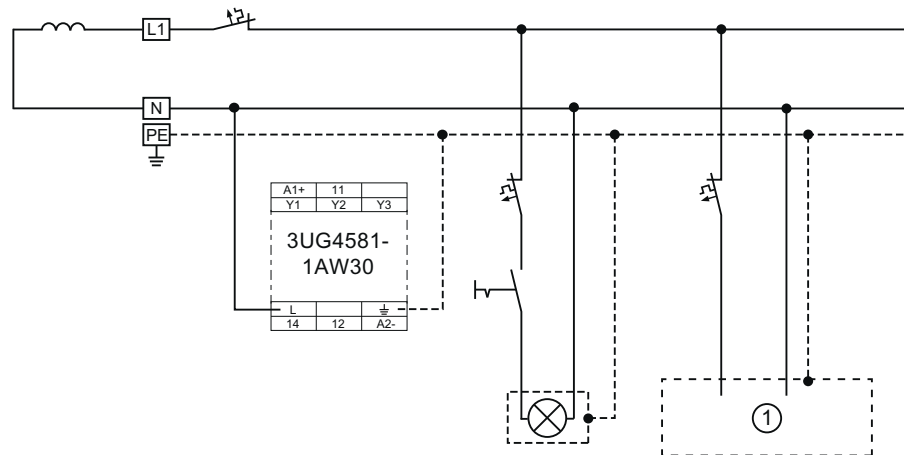 L1
N
PE
A1+ 11
Y1 Y2 Y3
3UG4581-
1AW30
L
14 12 A2-
1